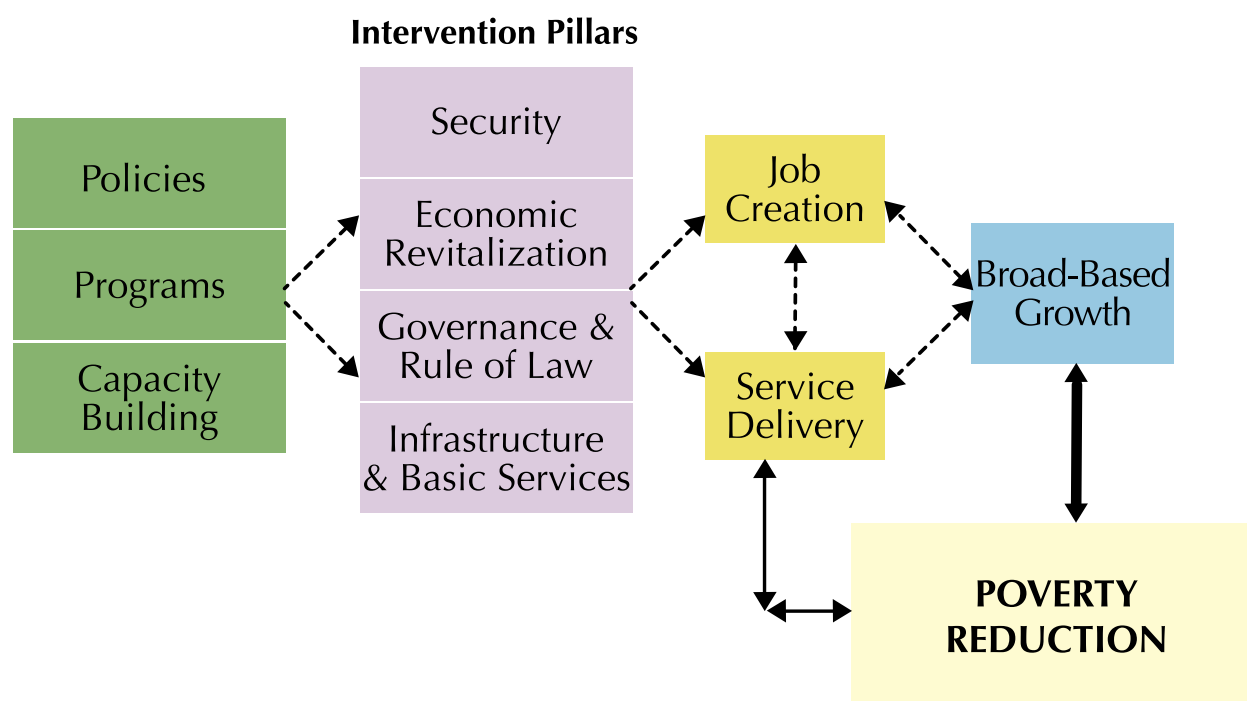 Intervention Pillars
Policies
Programs
Capacity
Building
Security
Economic
Revitalization
Governance &
Rule of Law
Infrastructure
& Basic Services
Job
Creation
Service
Delivery
Broad-Based
Growth
POVERTY
REDUCTION